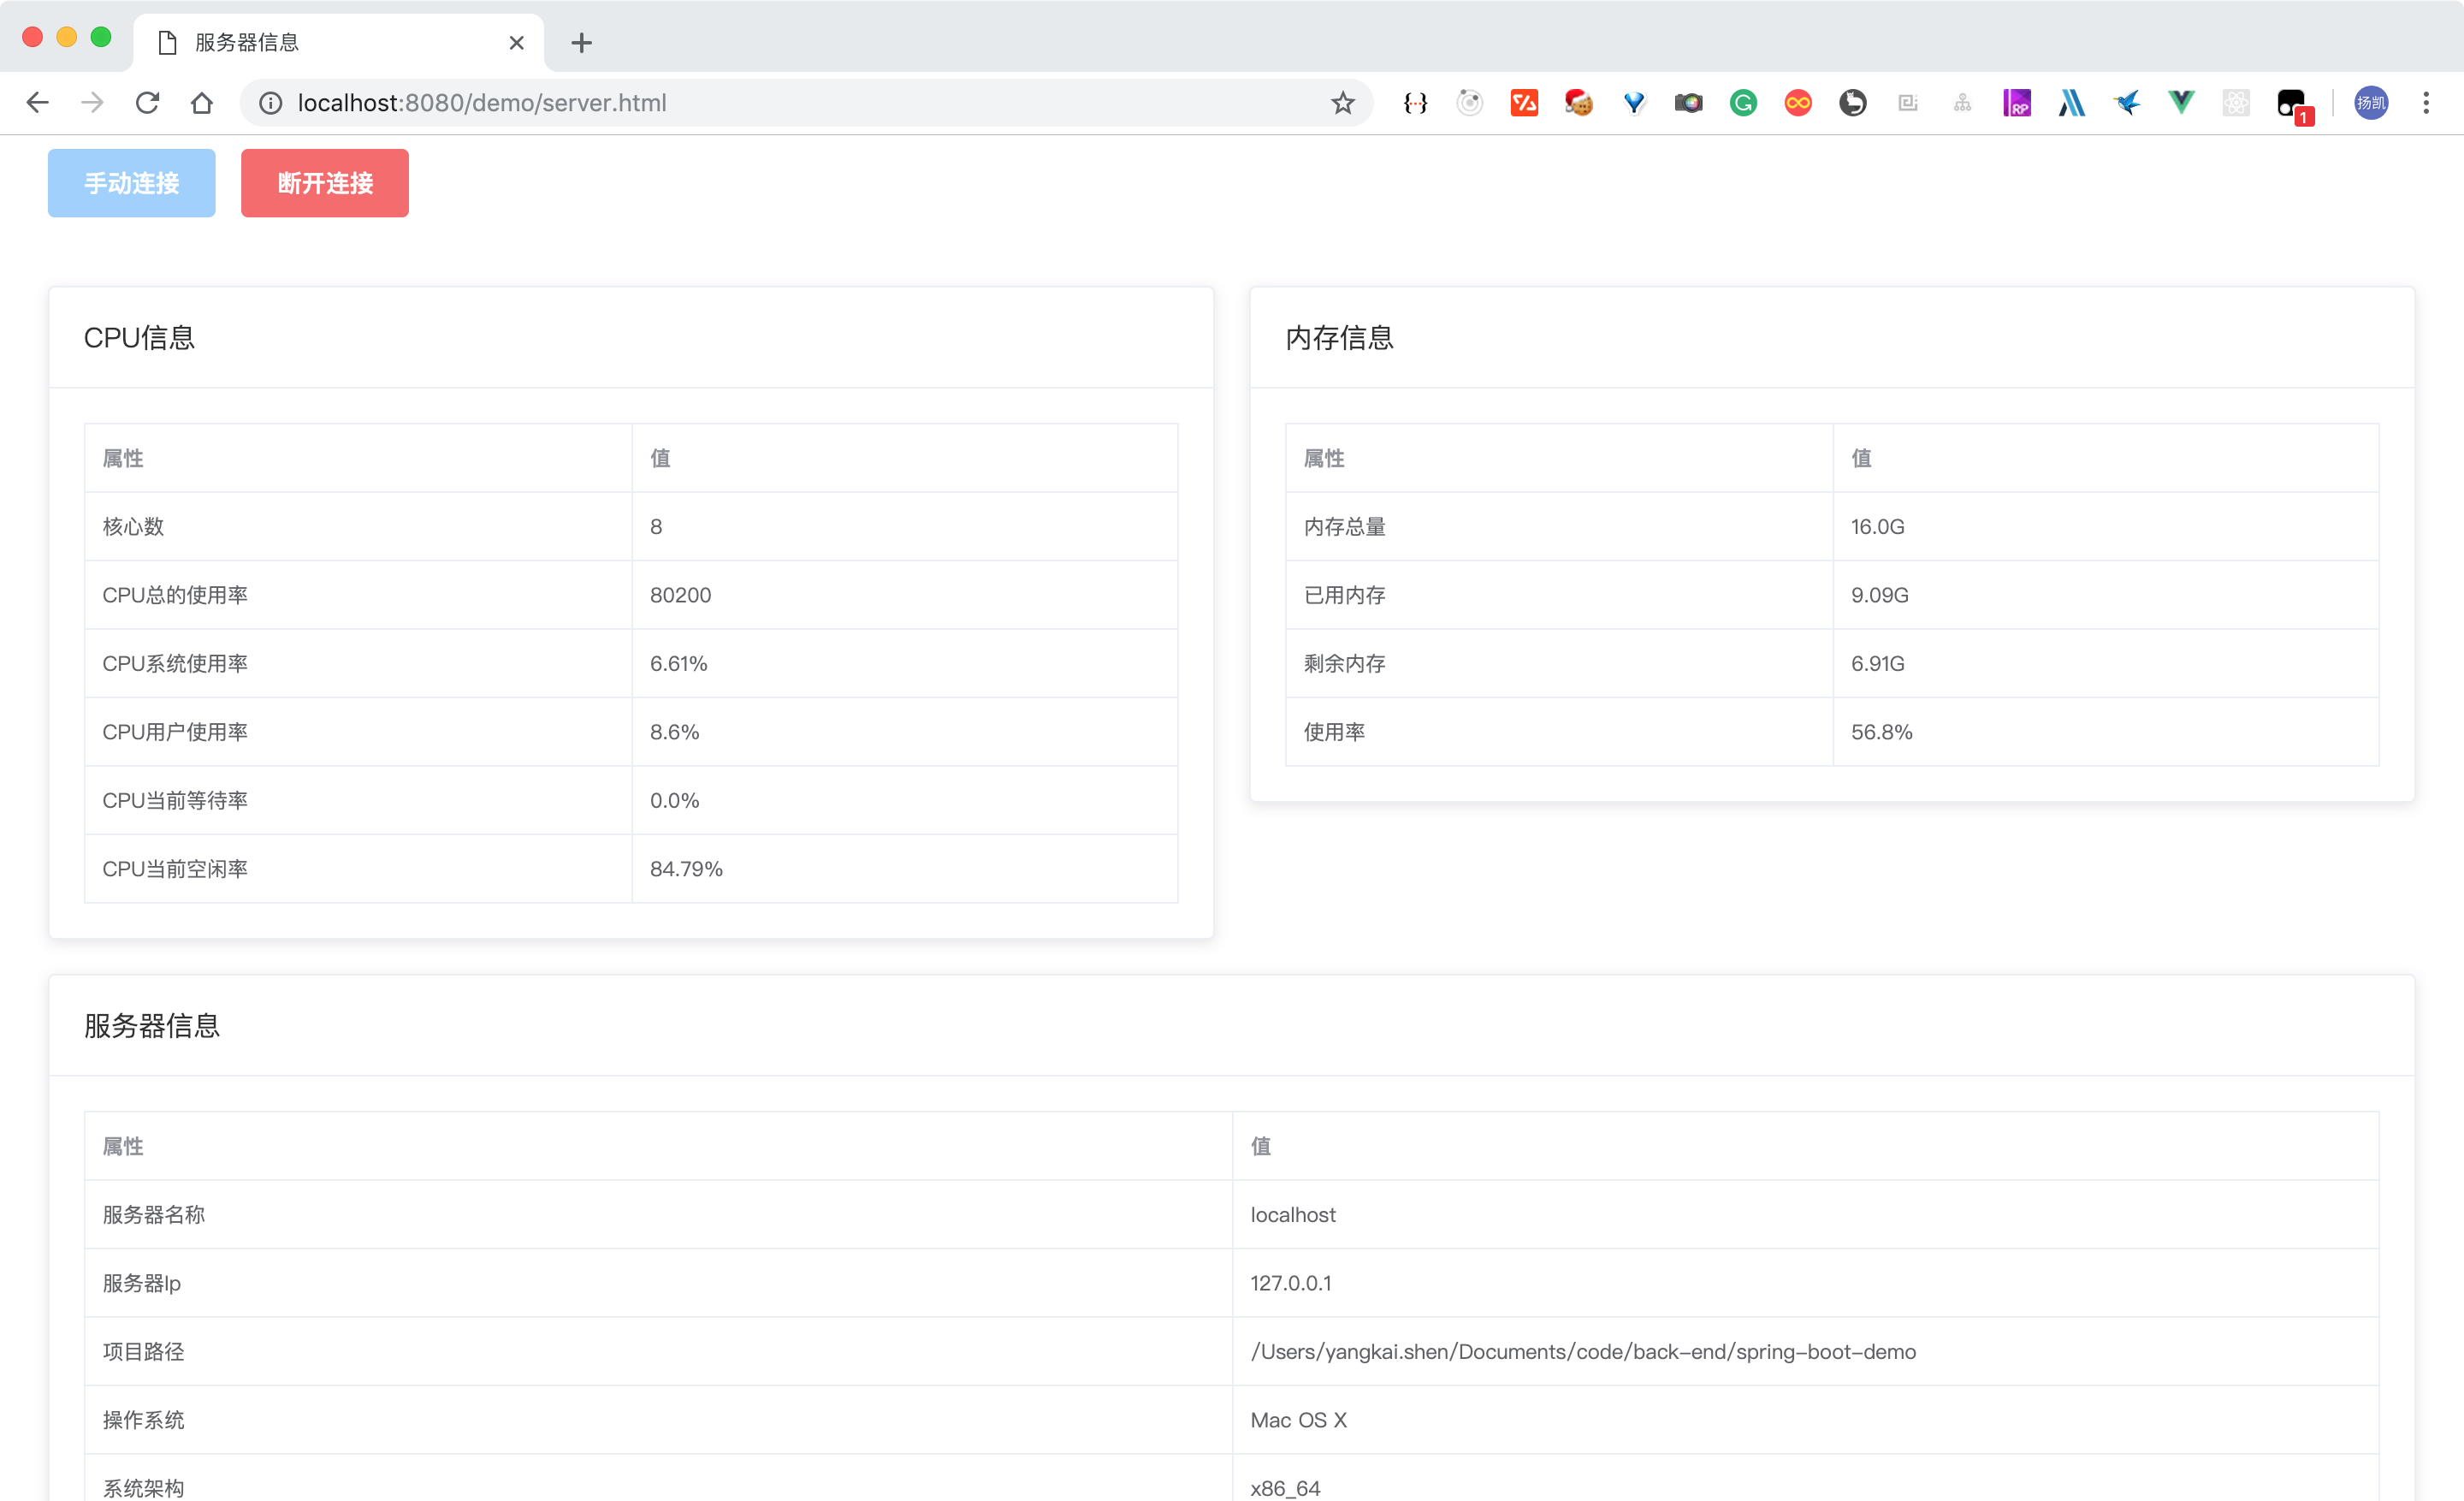 服务器信息
localhost:8080/demo/server.html
RP
1
扬凯
手动连接 断开连接
CPU信息
属性 值
核心数 8
CPU总的使用率 80200
CPU系统使用率 6.61%
CPU用户使用率 8.6%
CPU当前等待率 0.0%
CPU当前空闲率 84.79%
内存信息
属性 值
内存总量 16.0G
已用内存 9.09G
剩余内存 6.91G
使用率 56.8%
服务器信息
属性 值
服务器名称 localhost
服务器Ip 127.0.0.1
项目路径 /Users/yangkai.shen/Documents/code/back-end/spring-boot-demo
操作系统 Mac OS X
系统架构 x86_64